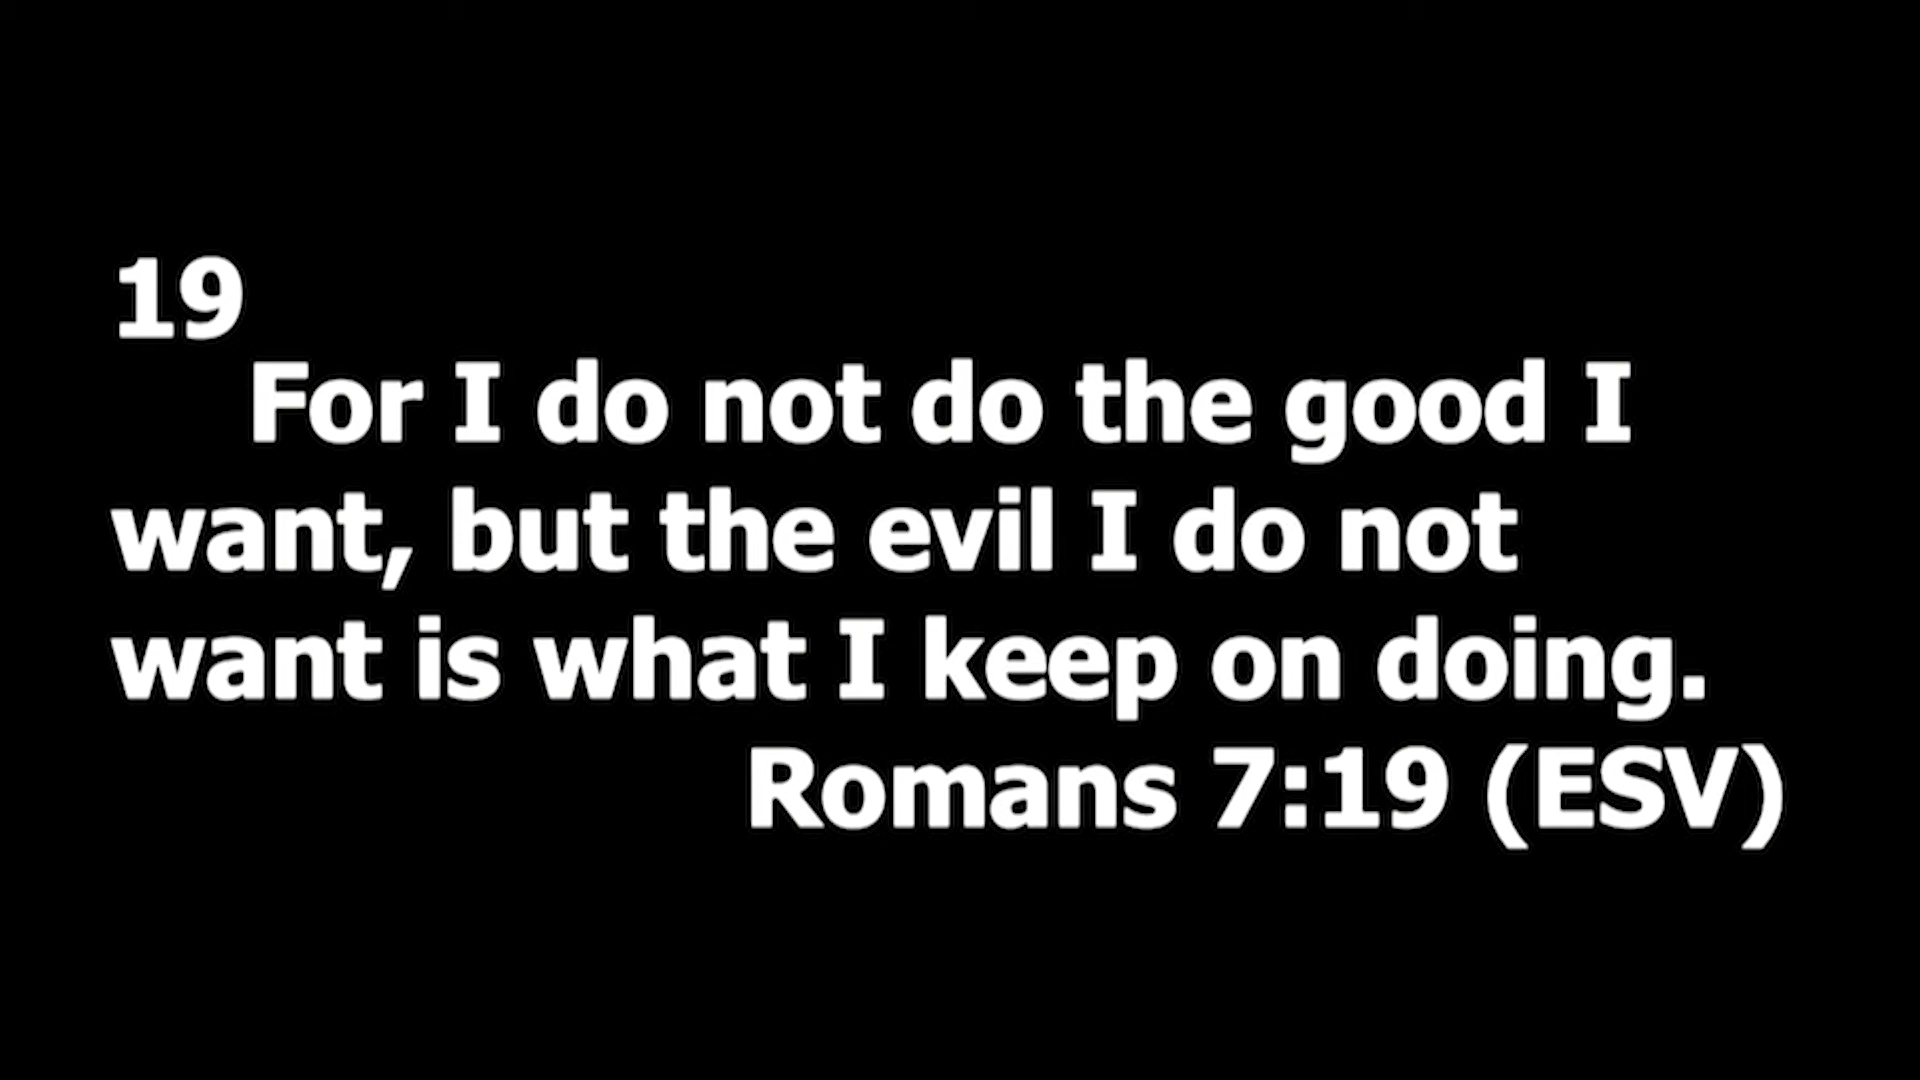 19
For I do not do the good I
want, but the evil I do not
want is what I keep on doing.
Romans 7:19 (ESV)